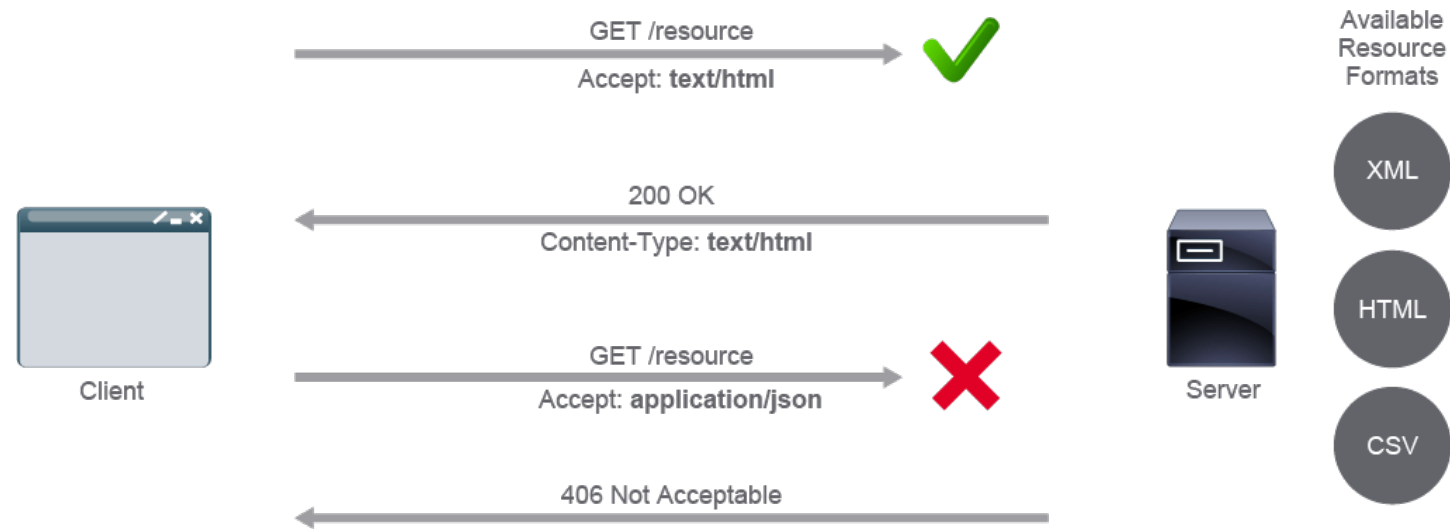 GET /resource
Accept: text/html
200 OK
Content-Type: text/html
GET /resource
Accept: application/json
406 Not Acceptable
Client
Server
Available
Resource
Formats
XML
HTML
CSV